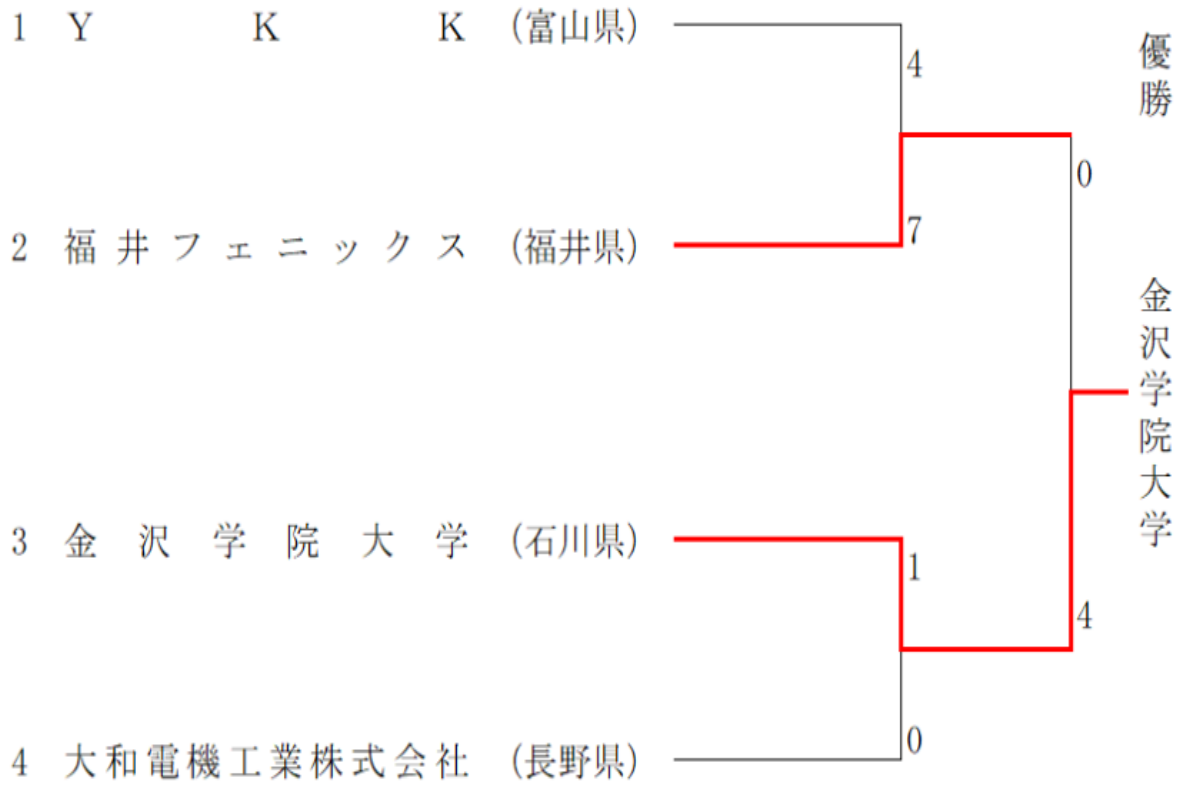 1 YKK (富山県)
4
優勝
0
2 福井フェニックス (福井県)
7
金沢学院大学
3 金沢学院大学 (石川県)
1
4
4 大和電機工業株式会社 (長野県)
0